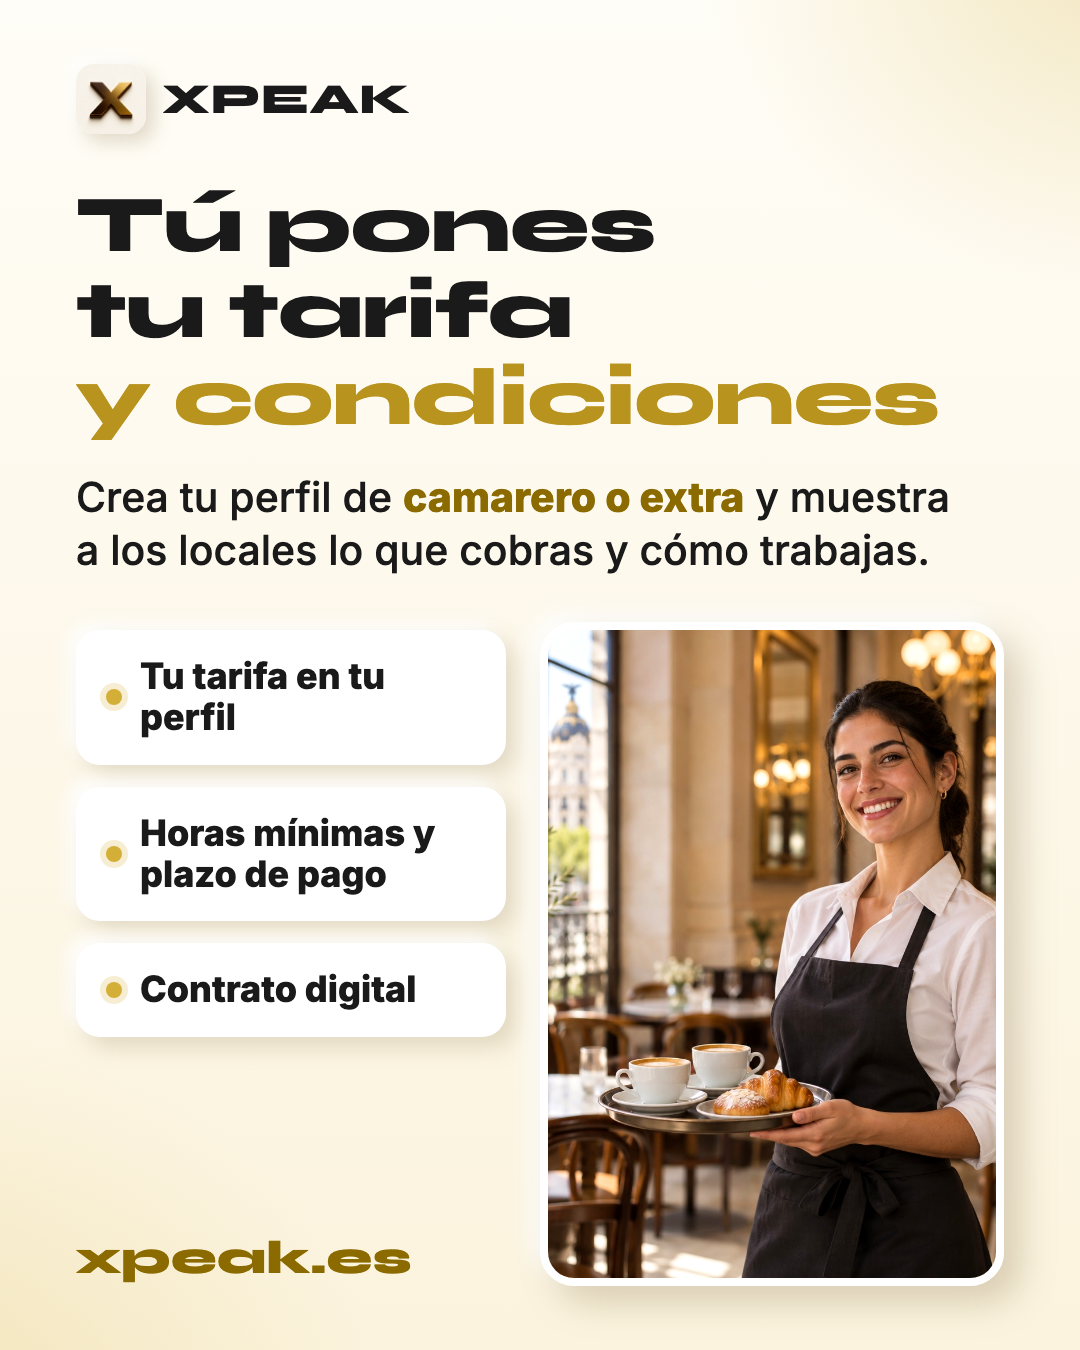 X XPEAK
Tú pones
tu tarifa
y condiciones
Crea tu perfil de camarero o extra y muestra
a los locales lo que cobras y cómo trabajas.
Tu tarifa en tu
perfil
Horas mínimas y
plazo de pago
Contrato digital
xpeak.es